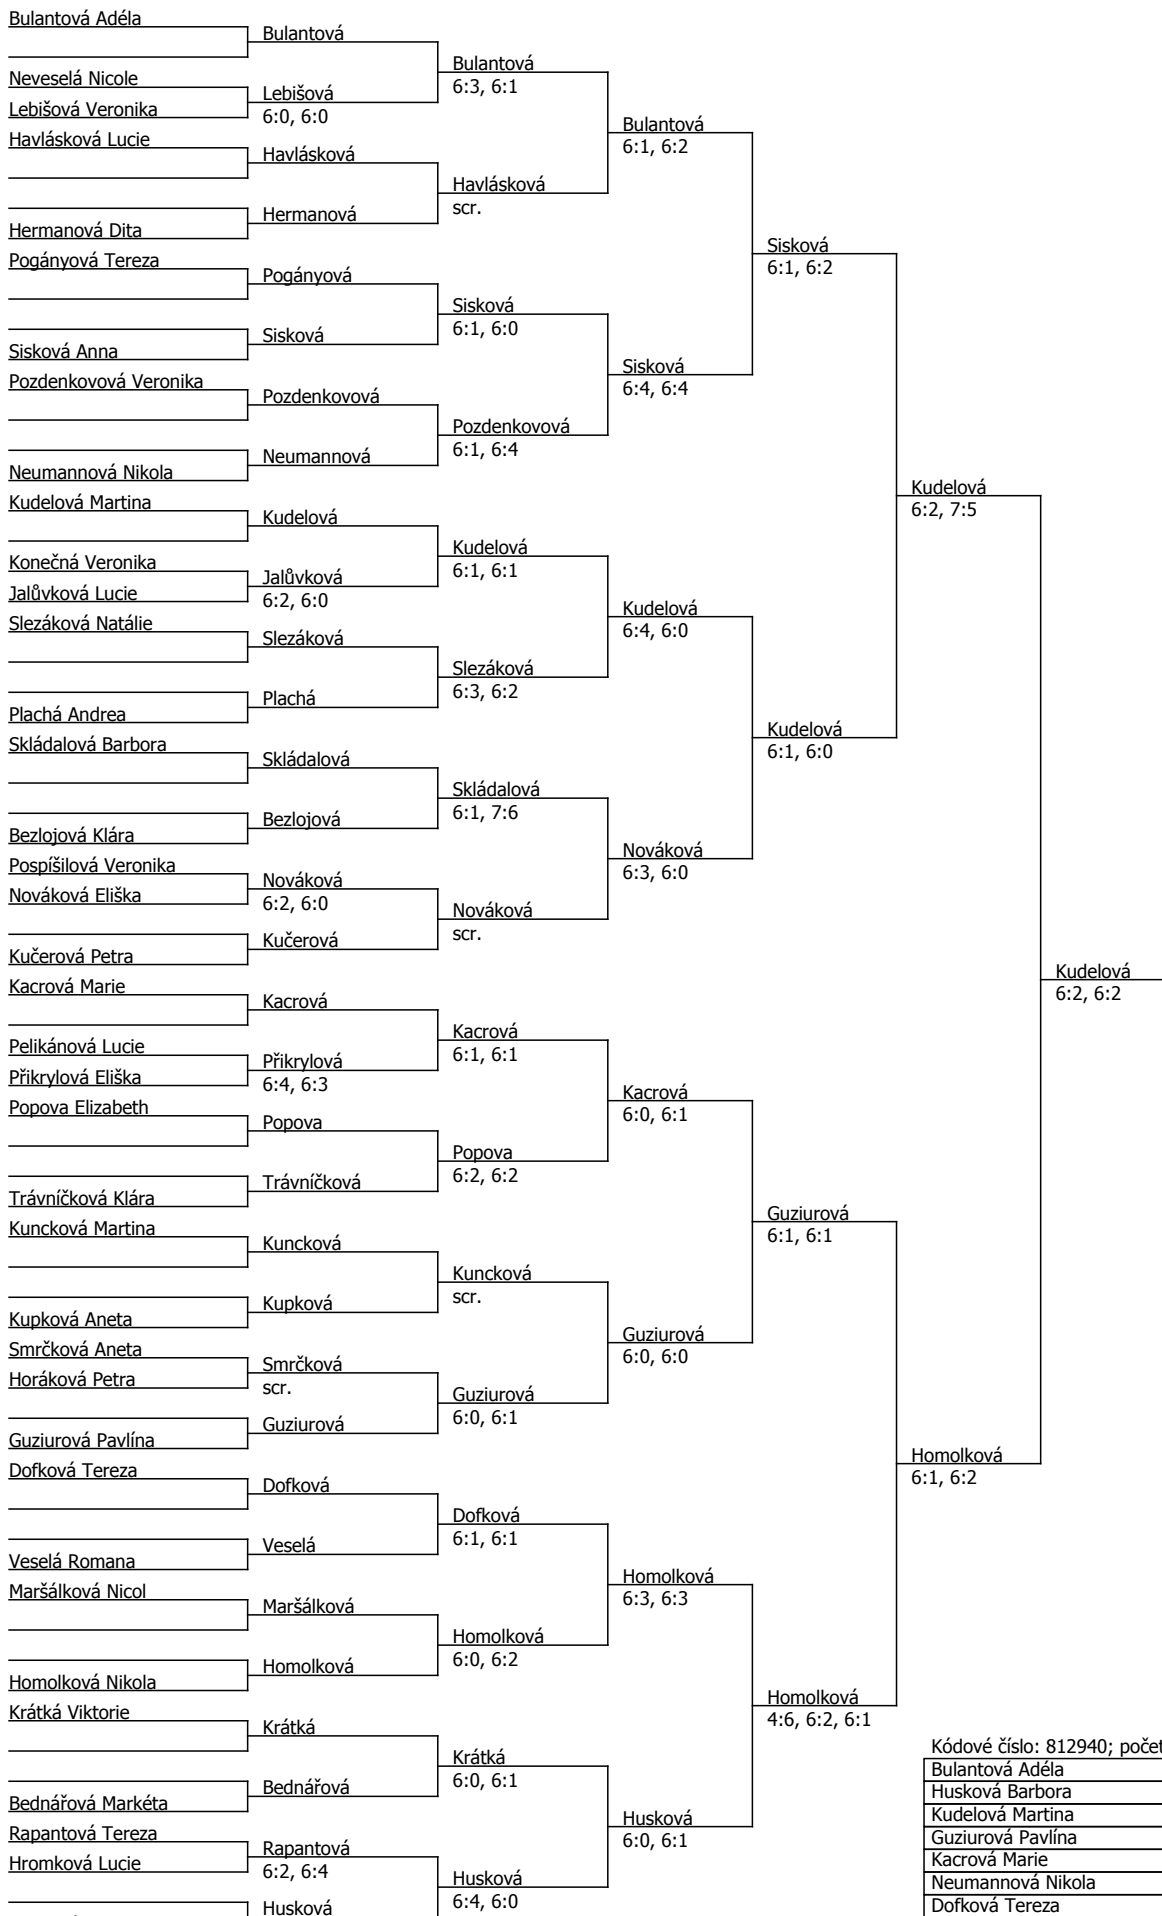 Bulantová Adéla
Neveselá Nicole
Lebišová Veronika
Havlásková Lucie
Hermanová Dita
Pogányová Tereza
Sisková Anna
Pozdenkovová Veronika
Neumannová Nikola
Kudelová Martina
Konečná Veronika
Jalůvková Lucie
Slezáková Natálie
Plachá Andrea
Skládalová Barbora
Bezlojová Klára
Pospíšilová Veronika
Nováková Eliška
Kučerová Petra
Kacrová Marie
Pelikánová Lucie
Přikrylová Eliška
Popova Elizabeth
Trávníčková Klára
Kuncková Martina
Kupková Aneta
Smrčková Aneta
Horáková Petra
Guziurová Pavlína
Dofková Tereza
Veselá Romana
Maršálková Nicol
Homolková Nikola
Krátká Viktorie
Bednářová Markéta
Rapantová Tereza
Hromková Lucie
Bulantová
Lebišová
6:0, 6:0
Havlásková
Hermanová
Pogányová
Sisková
Pozdenkovová
Neumannová
Kudelová
Jalůvková
6:2, 6:0
Slezáková
Plachá
Skládalová
Bezlojová
Nováková
6:2, 6:0
Kučerová
Kacrová
Přikrylová
6:4, 6:3
Popova
Trávníčková
Kuncková
Kupková
Smrčková
scr.
Guziurová
Dofková
Veselá
Maršálková
Homolková
Krátká
Bednářová
Rapantová
6:2, 6:4
Husková
Bulantová
6:3, 6:1
Havlásková
scr.
Sisková
6:1, 6:0
Pozdenkovová
6:1, 6:4
Kudelová
6:1, 6:1
Slezáková
6:3, 6:2
Skládalová
6:1, 7:6
Nováková
scr.
Kacrová
6:1, 6:1
Popova
6:2, 6:2
Kuncková
scr.
Guziurová
6:0, 6:1
Dofková
6:1, 6:1
Homolková
6:0, 6:2
Krátká
6:0, 6:1
Husková
6:4, 6:0
Bulantová
6:1, 6:2
Sisková
6:4, 6:4
Kudelová
6:4, 6:0
Nováková
6:3, 6:0
Kacrová
6:0, 6:1
Guziurová
6:0, 6:0
Homolková
6:3, 6:3
Husková
6:0, 6:1
Sisková
6:1, 6:2
Kudelová
6:1, 6:0
Guziurová
6:1, 6:1
Homolková
4:6, 6:2, 6:1
Kudelová
6:2, 7:5
Homolková
6:1, 6:2
Kudelová
6:2, 6:2
Kódové číslo: 812940; počet
Bulantová Adéla
Husková Barbora
Kudelová Martina
Guziurová Pavlína
Kacrová Marie
Neumannová Nikola
Dofková Tereza